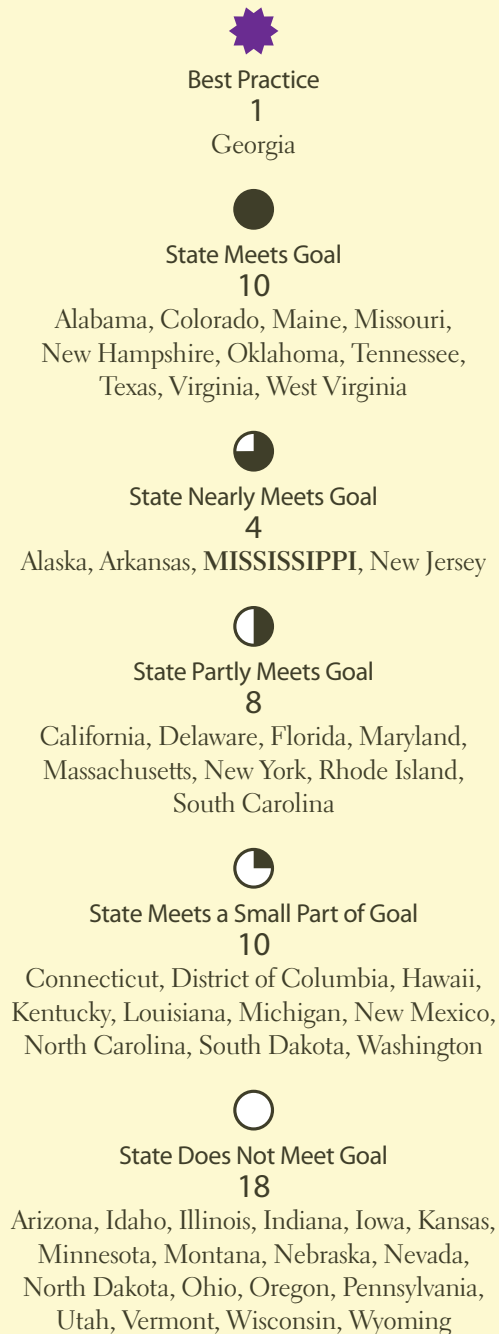 Best Practice
1
Georgia
State Meets Goal
10
Alabama, Colorado, Maine, Missouri,
New Hampshire, Oklahoma, Tennessee,
Texas, Virginia, West Virginia
State Nearly Meets Goal
4
Alaska, Arkansas, MISSISSIPPI, New Jersey
State Partly Meets Goal
8
California, Delaware, Florida, Maryland,
Massachusetts, New York, Rhode Island,
South Carolina
State Meets a Small Part of Goal
10
Connecticut, District of Columbia, Hawaii,
Kentucky, Louisiana, Michigan, New Mexico,
North Carolina, South Dakota, Washington
State Does Not Meet Goal
18
Arizona, Idaho, Illinois, Indiana, Iowa, Kansas,
Minnesota, Montana, Nebraska, Nevada,
North Dakota, Ohio, Oregon, Pennsylvania,
Utah, Vermont, Wisconsin, Wyoming